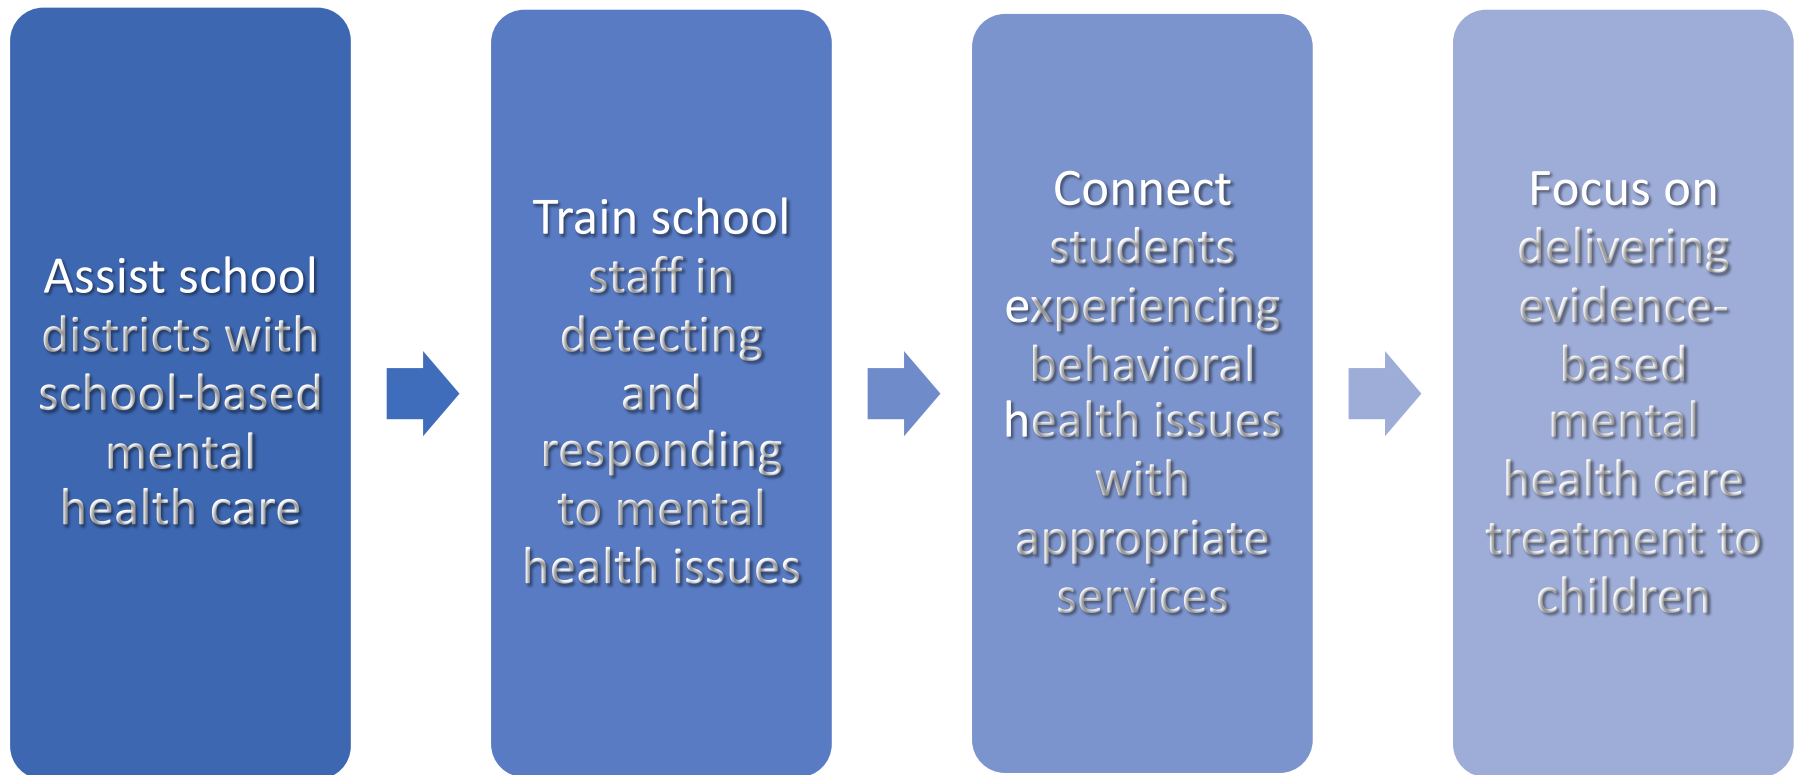 Assist school
districts with
school-based
mental
health care
Train school
staff in
detecting
and
responding
to mental
health issues
Connect
students
experiencing
behavioral
health issues
with
appropriate
services
Focus on
delivering
evidence-
based
mental
health care
treatment to
children